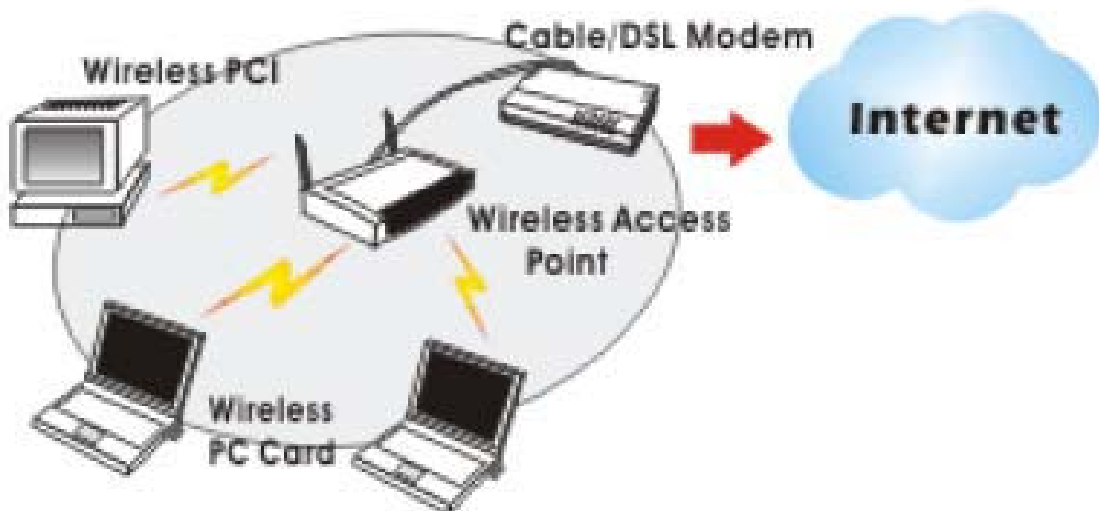 Cable/DSL Modem
Wireless PCI
Internet
Wireless Access
Point
Wireless
PC Card